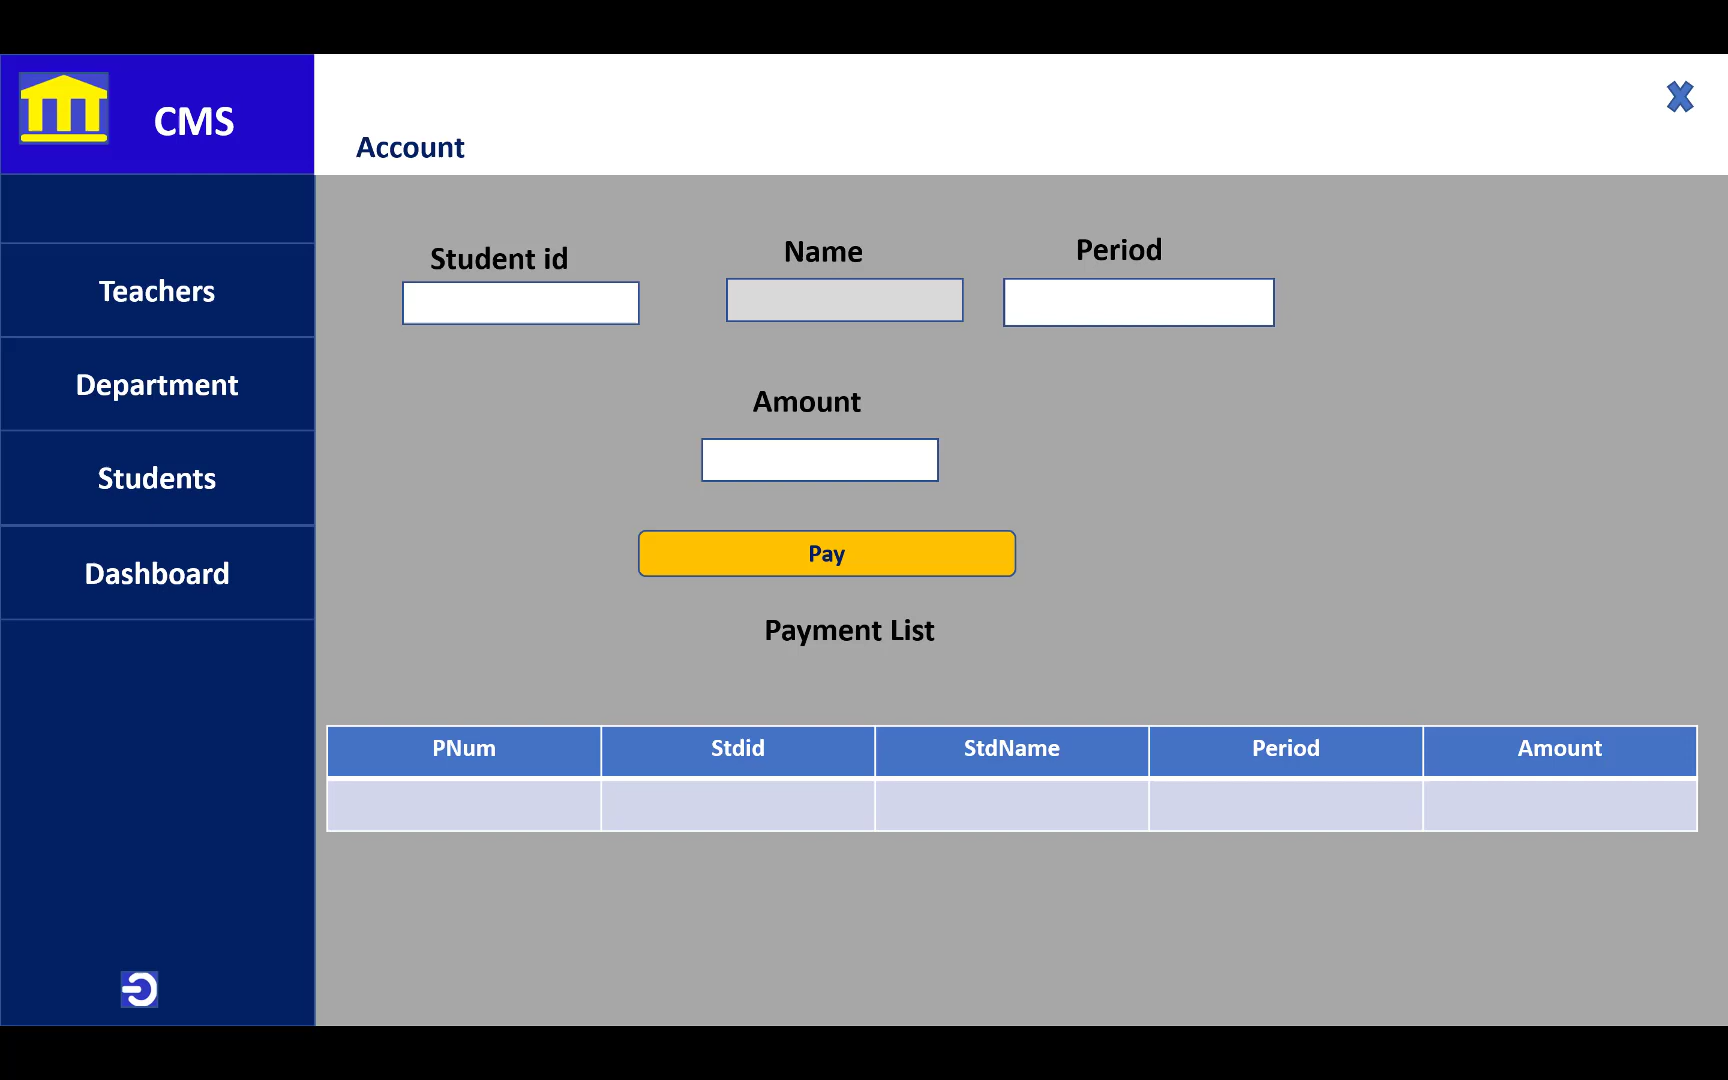 CMS
Account
Student id
Name
Period
Teachers
Department
Amount
Students
Pay
Dashboard
Payment List
PNum Stdid StdName Period Amount